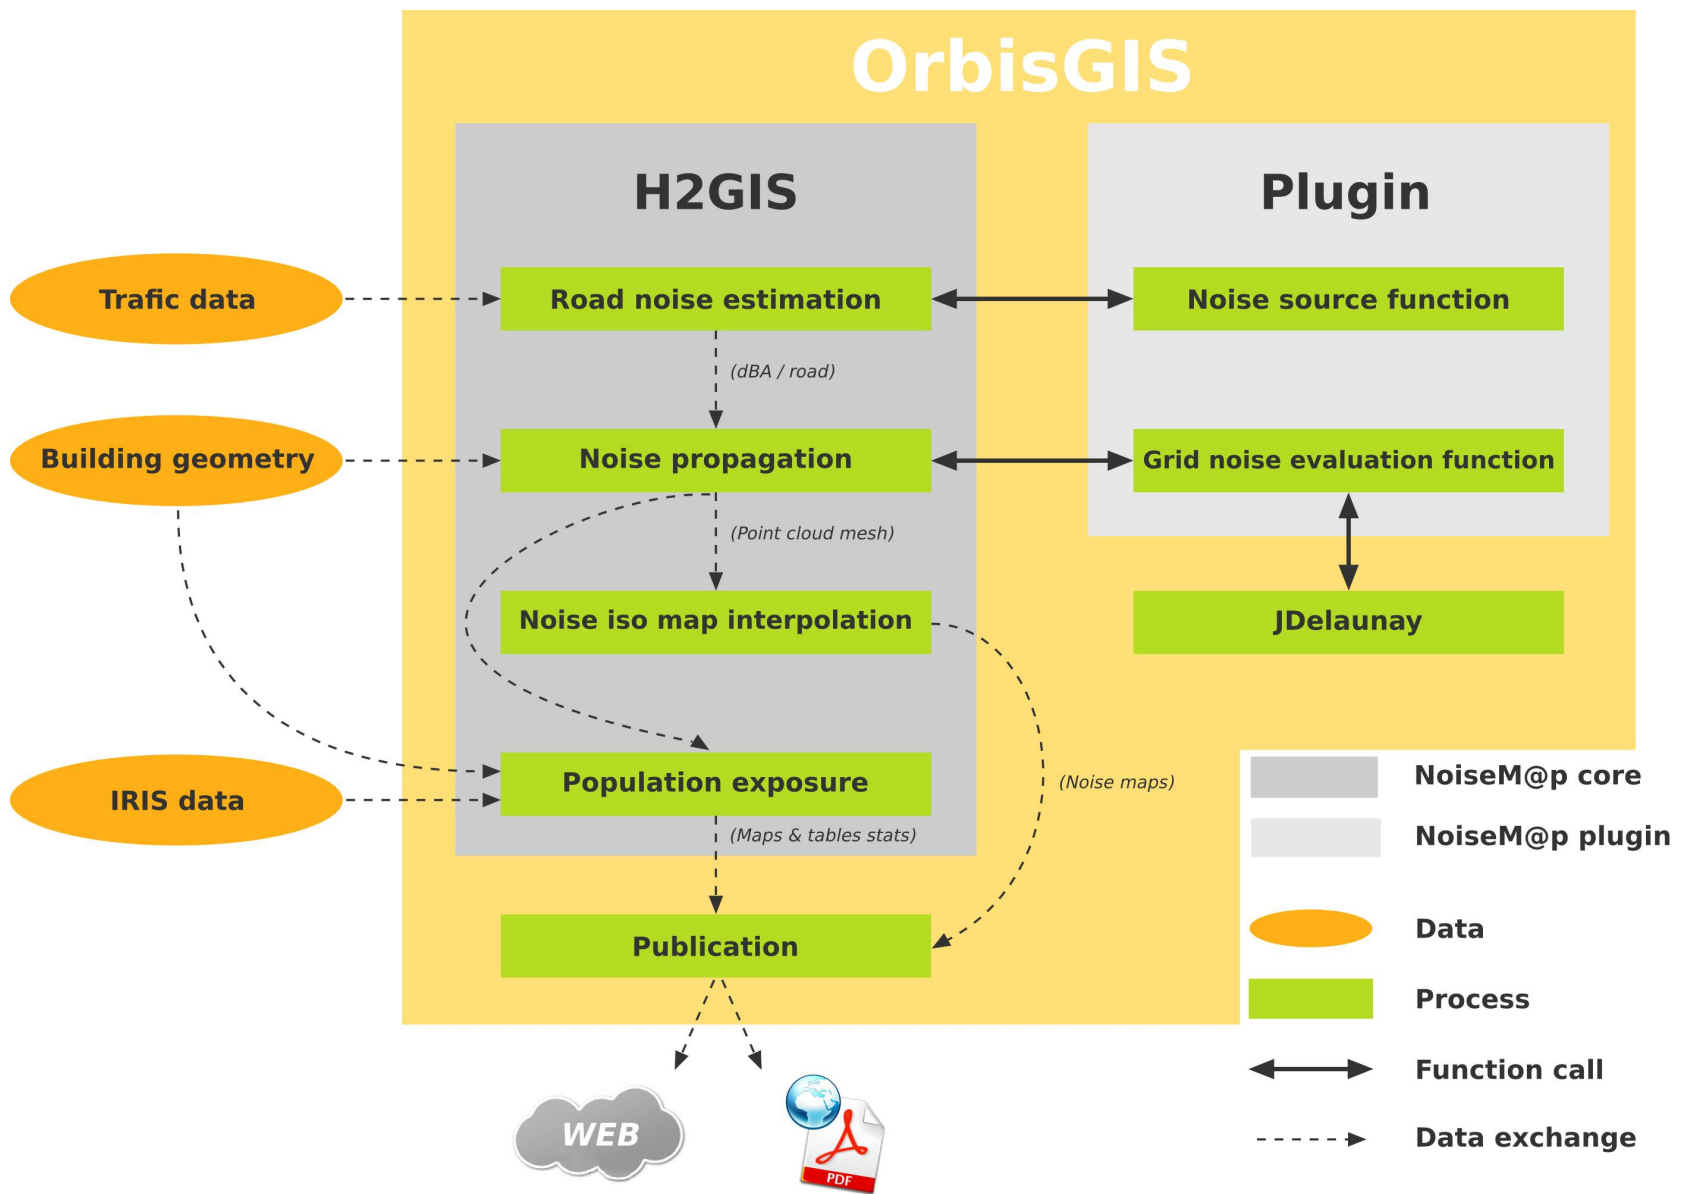 OrbisGIS
H2GIS
Plugin
Trafic data
Road noise estimation
Noise source function
(dBA / road)
Building geometry
Noise propagation
Grid noise evaluation function
(Point cloud mesh)
Noise iso map interpolation
JDelaunay
IRIS data
Population exposure
(Noise maps)
(Maps & tables stats)
Publication
WEB
PDF
NoiseM@p core
NoiseM@p plugin
Data
Process
Function call
Data exchange